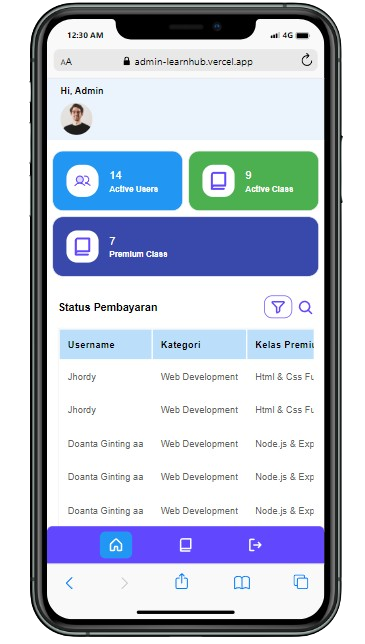 12:30 AM 4G
AA admin-learnhub.vercel.app
Hi, Admin
14
Active Users
9
Active Class
7
Premium Class
Status Pembayaran
Username Kategori Kelas Premiu
Jhordy Web Development Html & Css Fu
Jhordy Web Development Html & Css Fu
Doanta Ginting aa Web Development Node.js & Exp
Doanta Ginting aa Web Development Node.js & Exp
Doanta Ginting aa Web Development Node.js & Exp